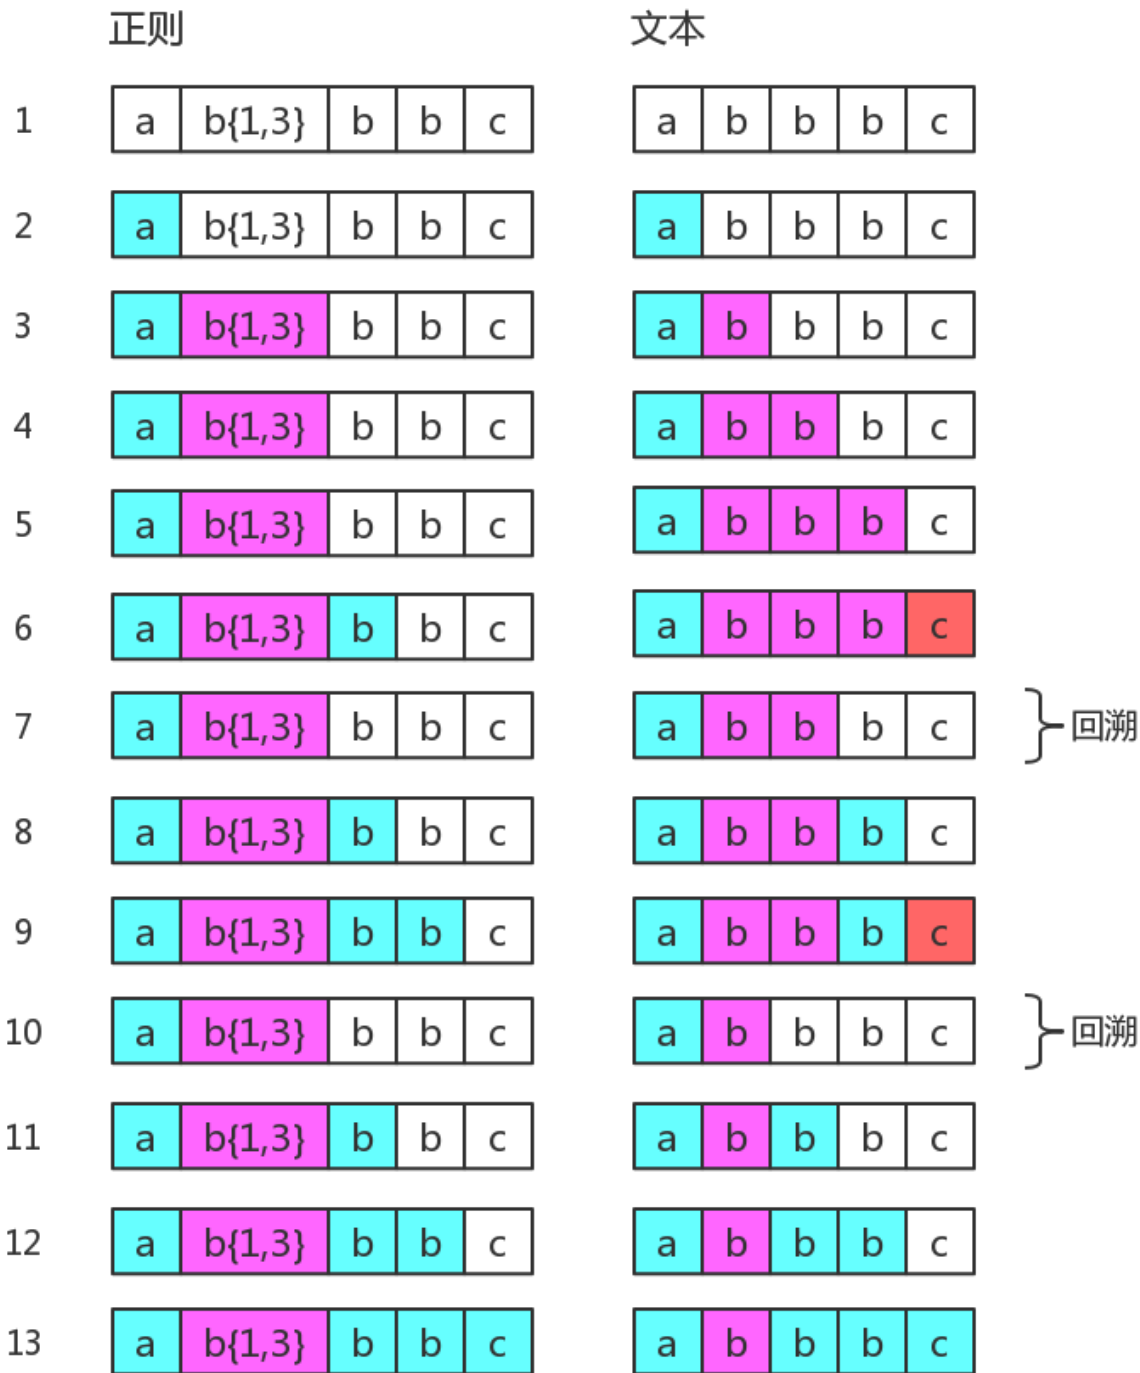 正则 文本
1 a b{1,3} b b c a b b b c
2 a b{1,3} b b c a b b b c
3 a b{1,3} b b c a b b b c
4 a b{1,3} b b c a b b b c
5 a b{1,3} b b c a b b b c
6 a b{1,3} b b c a b b b c
7 a b{1,3} b b c a b b b c 回溯
8 a b{1,3} b b c a b b b c
9 a b{1,3} b b c a b b b c
10 a b{1,3} b b c a b b b c 回溯
11 a b{1,3} b b c a b b b c
12 a b{1,3} b b c a b b b c
13 a b{1,3} b b c a b b b c